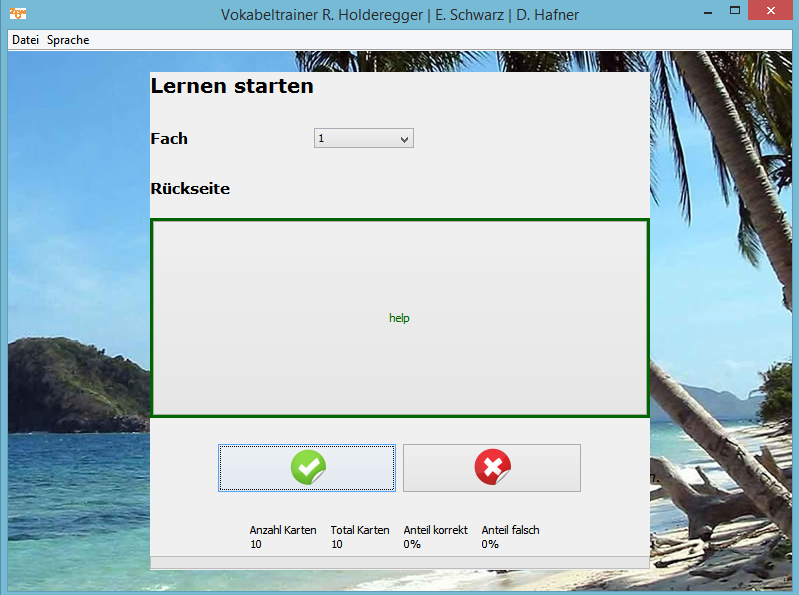 Vokabeltrainer R. Holderegger | E. Schwarz | D. Hafner
Datei Sprache
Lernen starten
Fach 1
Rückseite
help
Anzahl Karten Total Karten Anteil korrekt Anteil falsch
10 10 0% 0%